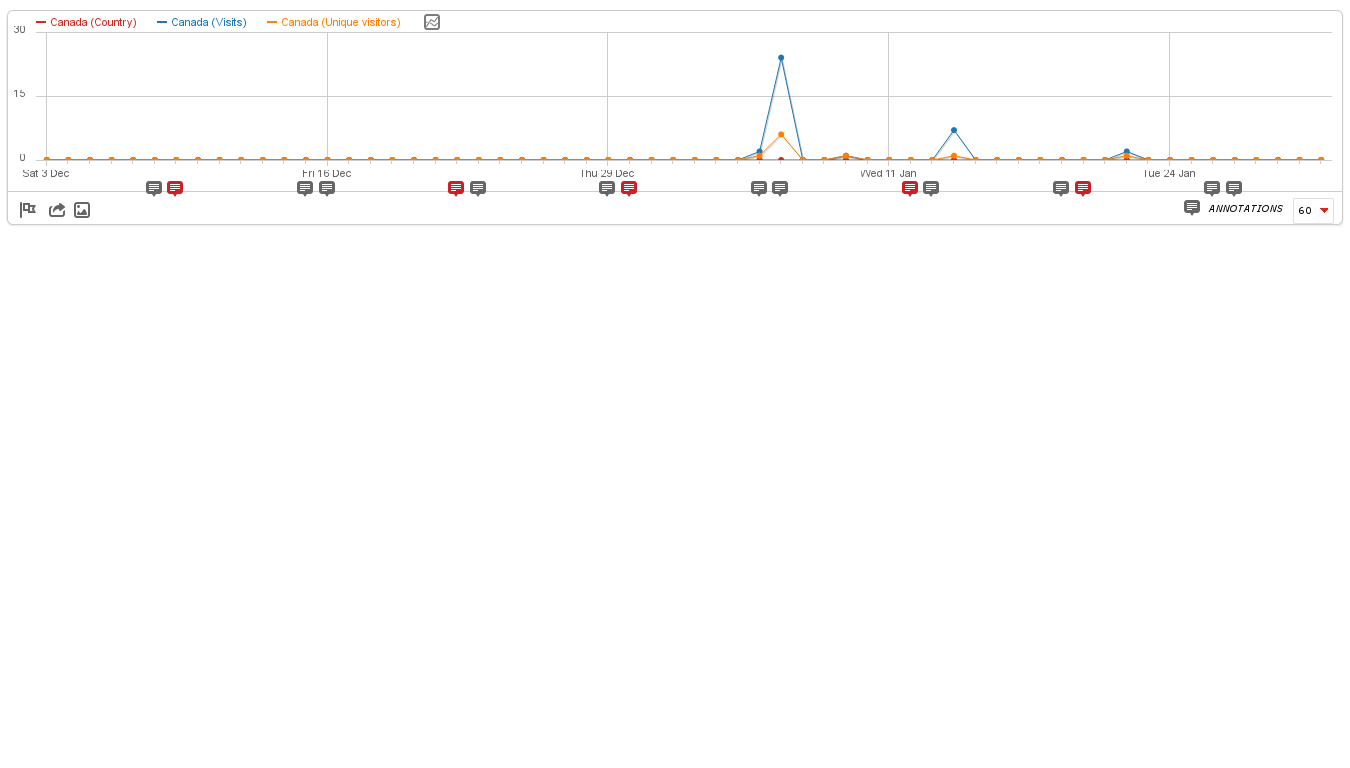 Canada (Country) Canada (Visits) Canada (Unique visitors)
30
15
0
Sat 3 Dec Fri 16 Dec Thu 29 Dec Wed 11 Jan Tue 24 Jan
ANNOTATIONS 60